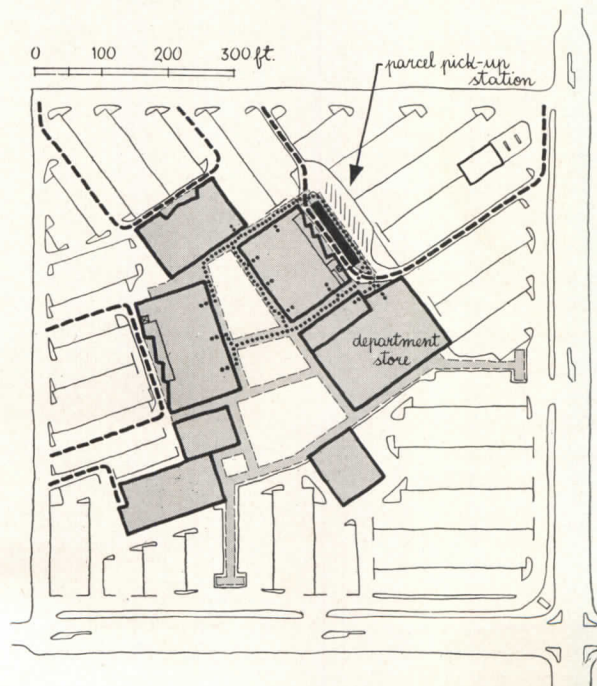 0 100 200 300 ft.
parcel pick-up
station
department
store